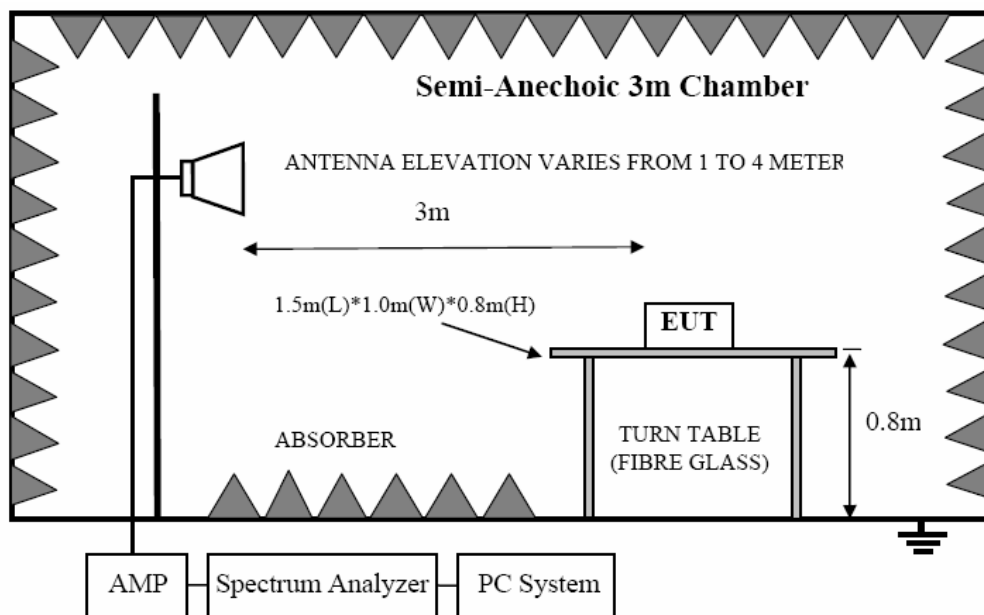 Semi-Anechoic 3m Chamber
ANTENNA ELEVATION VARIES FROM 1 TO 4 METER
3m
1.5m(L)*1.0m(W)*0.8m(H)
EUT
0.8m
ABSORBER
TURN TABLE
(FIBRE GLASS)
AMP
Spectrum Analyzer
PC System